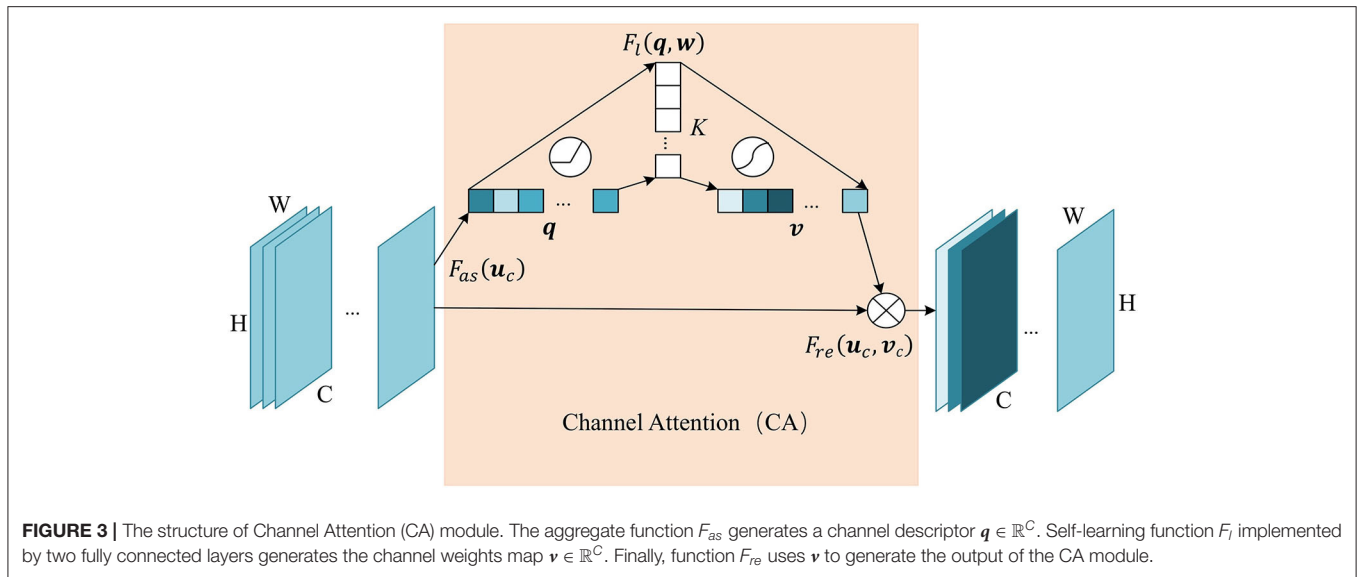 F_l(q, w)
K
W
...
...
q
v
W
F_as(u_c)
H
...
...
H
F_re(u_c, v_c)
C
C
Channel Attention (CA)
FIGURE 3 | The structure of Channel Attention (CA) module. The aggregate function F_as generates a channel descriptor q ∈ ℝ^C. Self-learning function F_l implemented
by two fully connected layers generates the channel weights map v ∈ ℝ^C. Finally, function F_re uses v to generate the output of the CA module.